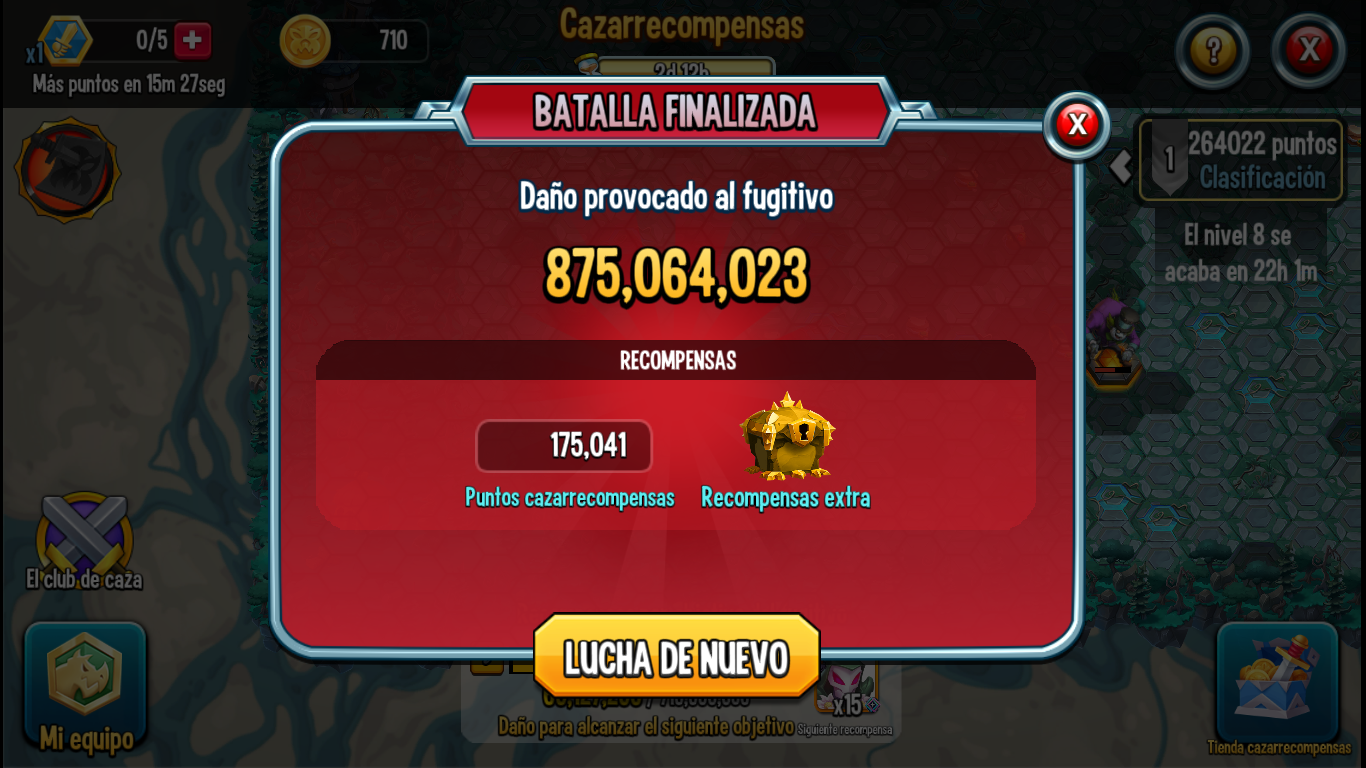 Cazarrecompensas
x1
0/5
710
Más puntos en 15m 27seg
2d 12h
BATALLA FINALIZADA
1
264022 puntos
Clasificación
El nivel 8 se
acaba en 22h 1m
Daño provocado al fugitivo
875,064,023
RECOMPENSAS
175,041
Puntos cazarrecompensas
Recompensas extra
El club de caza
LUCHA DE NUEVO
x15
Daño para alcanzar el siguiente objetivo
Siguiente recompensa
Mi equipo
Tienda cazarrecompensas